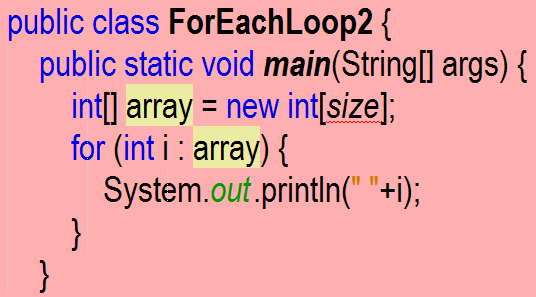 public class ForEachLoop2 {
public static void main(String[] args) {
int[] array = new int[size];
for (int i : array) {
System.out.println(" "+i);
}
}